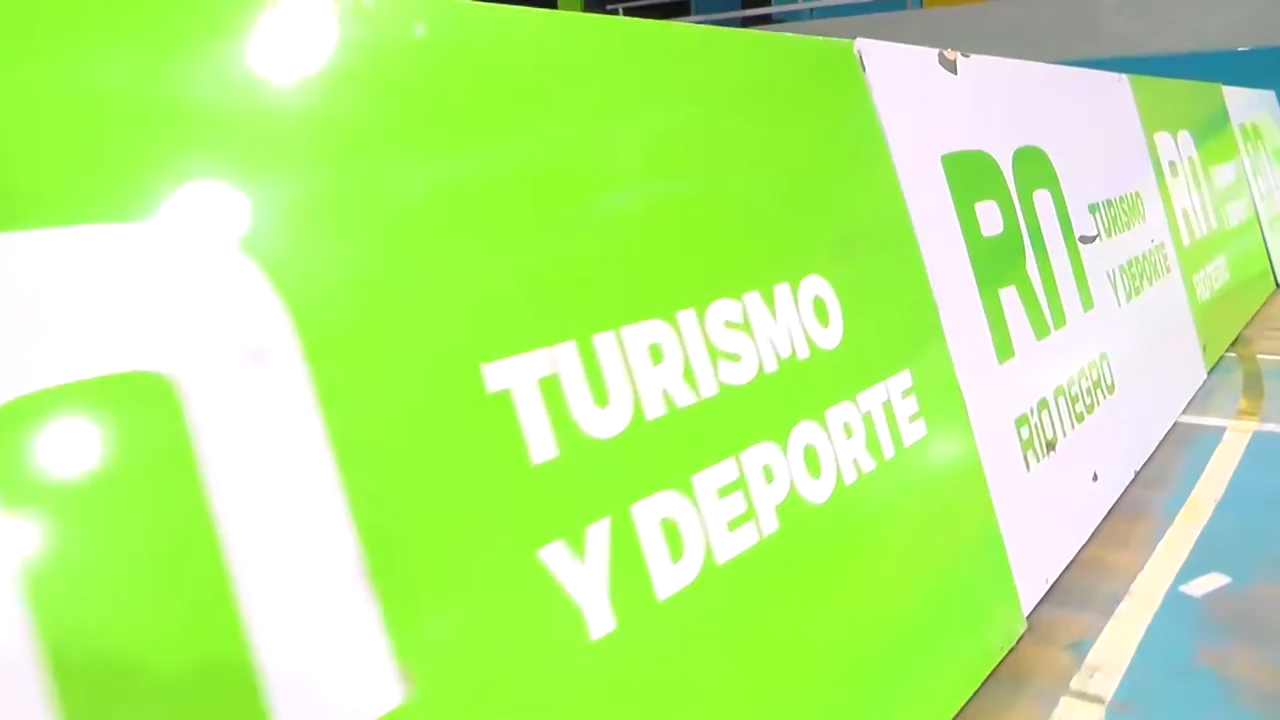 TURISMO
Y DEPORTE
RN
TURISMO
Y DEPORTE
RÍO NEGRO
RN